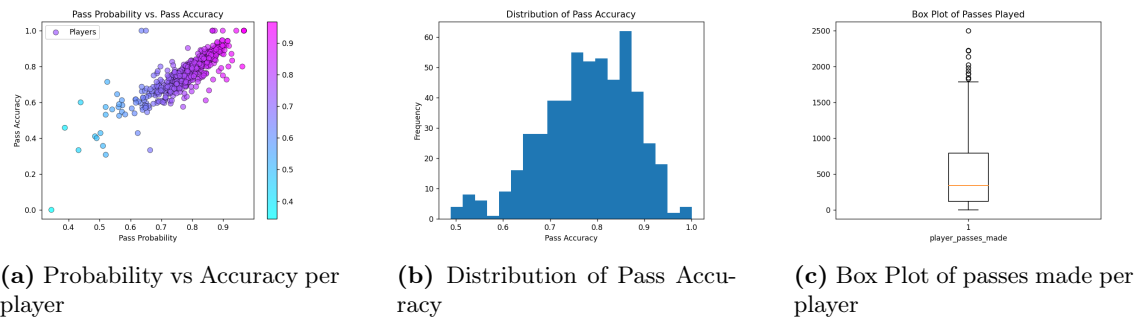 Pass Probability vs. Pass Accuracy
Players
Pass Accuracy
1.0
0.8
0.6
0.4
0.2
0.0
0.4 0.5 0.6 0.7 0.8 0.9
Pass Probability
0.9
0.8
0.7
0.6
0.5
0.4
Distribution of Pass Accuracy
Frequency
60
50
40
30
20
10
0
0.5 0.6 0.7 0.8 0.9 1.0
Pass Accuracy
Box Plot of Passes Played
2500
2000
1500
1000
500
0
1
player_passes_made
(a) Probability vs Accuracy per
player
(b) Distribution of Pass Accu-
racy
(c) Box Plot of passes made per
player